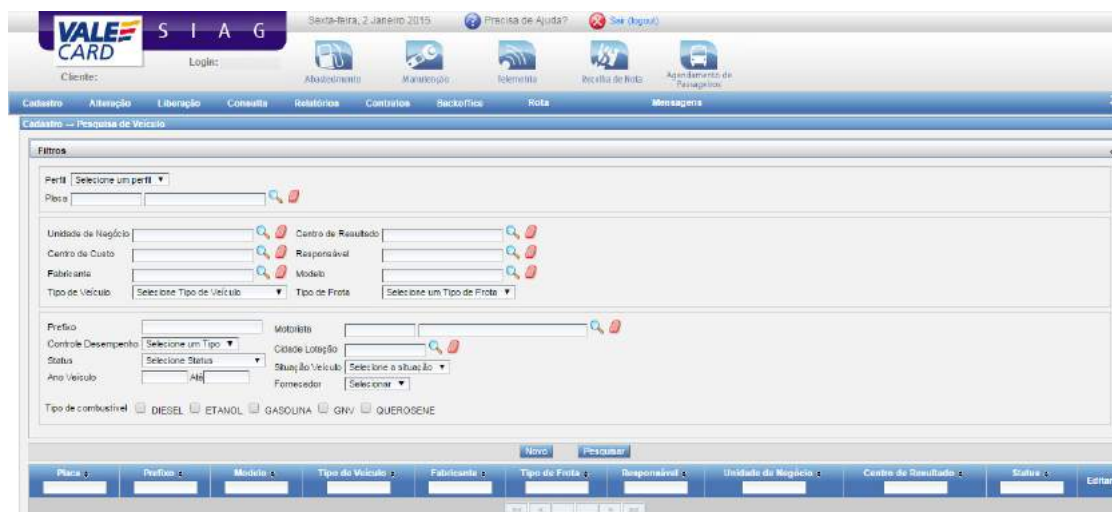 VALE CARD
S I A G
Sexta-feira, 2 Janeiro 2015
Precisa de Ajuda?
Sair (logout)
Login:
Cliente:
Abastecimento
Manutenção
Telemetria
Recolha de Nota
Agendamento de Passageiros
Cadastro Alteração Liberação Consulta Relatórios Contratos Backoffice Rota Mensagens
Cadastro -- Pesquisa de Veículo
Filtros
Perfil Selecione um perfil
Placa
Unidade de Negócio Centro de Resultado
Centro de Custo Responsável
Fabricante Modelo
Tipo de Veículo Selecione Tipo de Veículo Tipo de Frota Selecione um Tipo de Frota
Prefixo Motorista
Controle Desempenho Selecione um Tipo Cidade Lotação
Status Selecione Status Situação Veículo Selecione a situação
Ano Veículo Até Fornecedor Selecionar
Tipo de combustível DIESEL ETANOL GASOLINA GNV QUEROSENE
Novo Pesquisar
Placa Prefixo Modelo Tipo do Veículo Fabricante Tipo de Frota Responsável Unidade de Negócio Centro de Resultado Status Editar